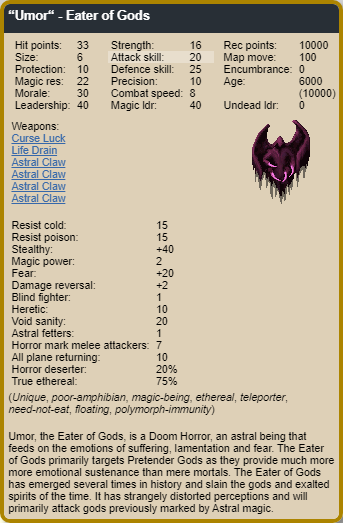 “Umor“ - Eater of Gods
Hit points: 33 Strength: 16 Rec points: 10000
Size: 6 Attack skill: 20 Map move: 100
Protection: 10 Defence skill: 25 Encumbrance: 0
Magic res: 22 Precision: 10 Age: 6000
Morale: 30 Combat speed: 8 (10000)
Leadership: 40 Magic ldr: 40 Undead ldr: 0
Weapons:
Curse Luck
Life Drain
Astral Claw
Astral Claw
Astral Claw
Astral Claw
Resist cold: 15
Resist poison: 15
Stealthy: +40
Magic power: 2
Fear: +20
Damage reversal: +2
Blind fighter: 1
Heretic: 10
Void sanity: 20
Astral fetters: 1
Horror mark melee attackers: 7
All plane returning: 10
Horror deserter: 20%
True ethereal: 75%
(Unique, poor-amphibian, magic-being, ethereal, teleporter,
need-not-eat, floating, polymorph-immunity)
Umor, the Eater of Gods, is a Doom Horror, an astral being that
feeds on the emotions of suffering, lamentation and fear. The Eater
of Gods primarily targets Pretender Gods as they provide much more
more emotional sustenance than mere mortals. The Eater of Gods
has emerged several times in history and slain the gods and exalted
spirits of the time. It has strangely distorted perceptions and will
primarily attack gods previously marked by Astral magic.